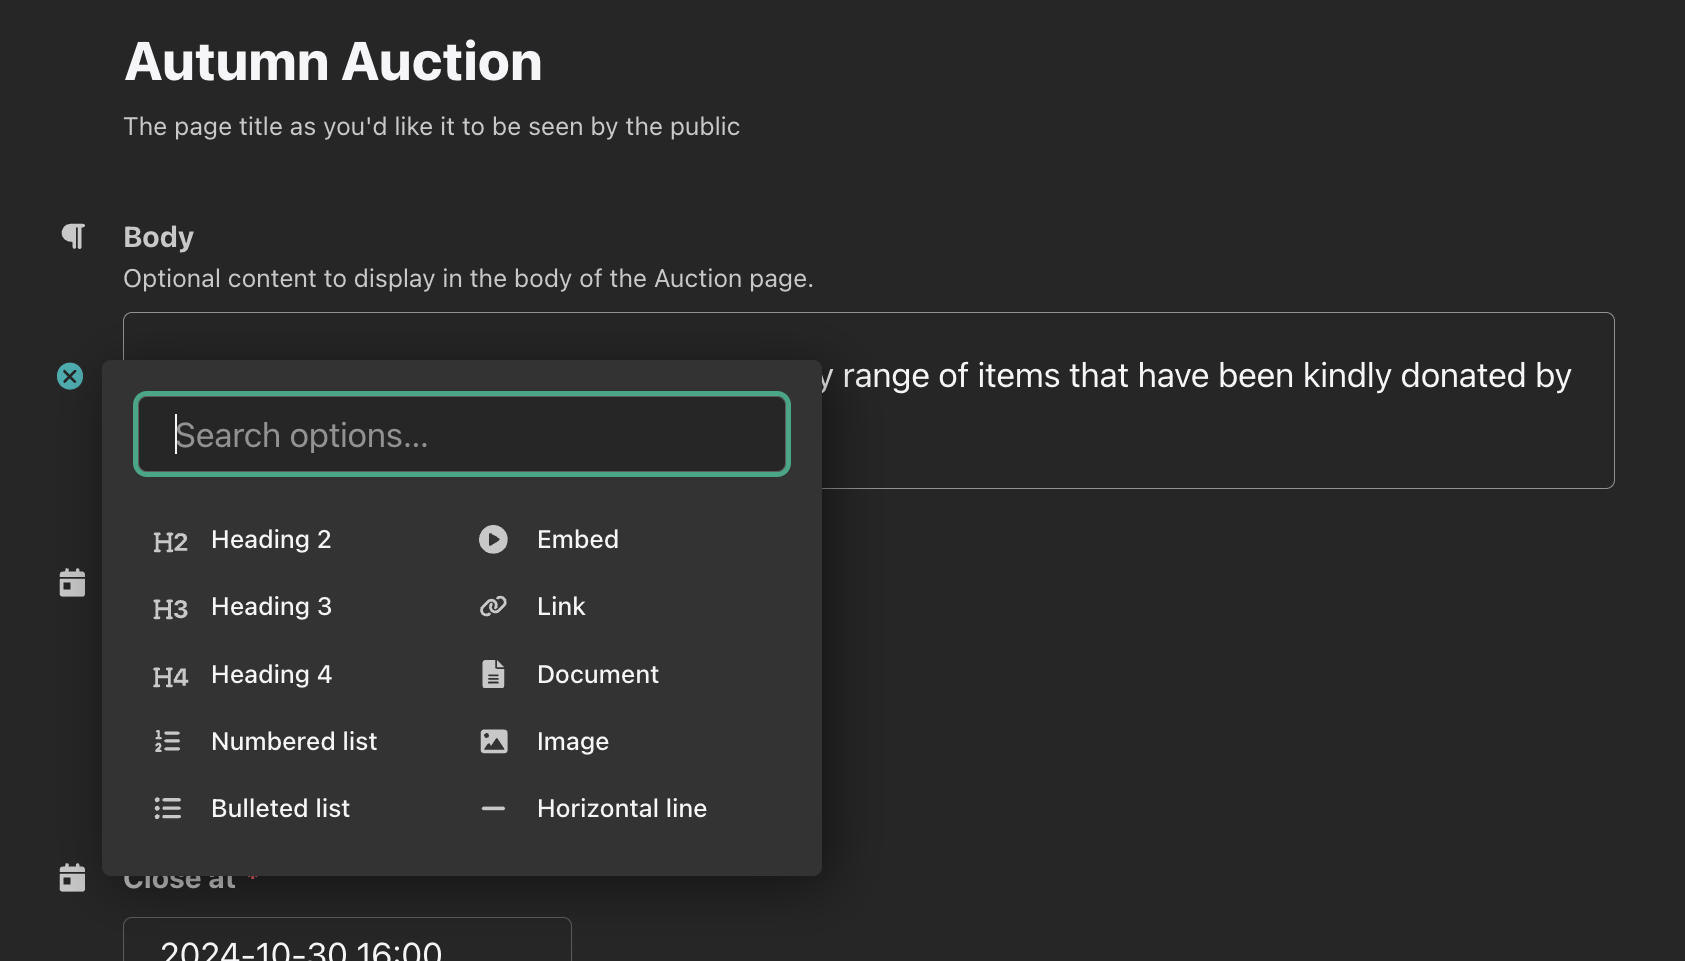 Autumn Auction
The page title as you'd like it to be seen by the public
Body
Optional content to display in the body of the Auction page.
range of items that have been kindly donated by
Search options...
H2 Heading 2
Embed
H3 Heading 3
Link
H4 Heading 4
Document
Numbered list
Image
Bulleted list
Horizontal line
Close at *
2024-10-30 16:00